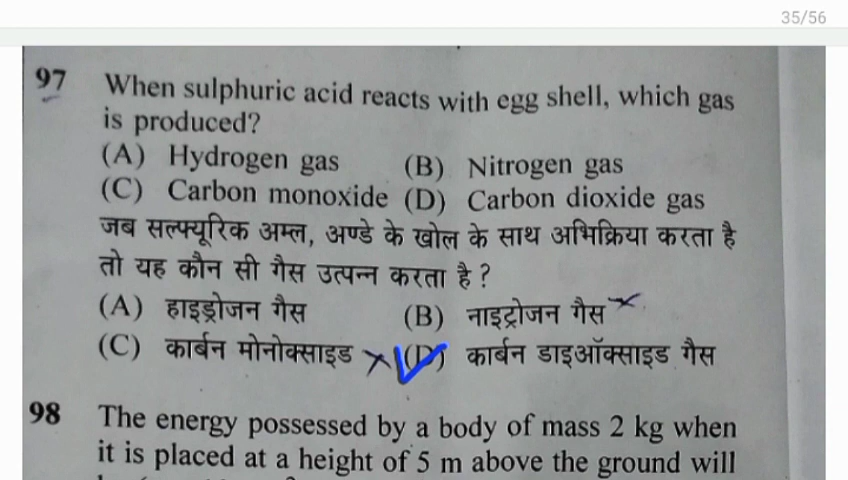 35/56
97 When sulphuric acid reacts with egg shell, which gas
is produced?
(A) Hydrogen gas (B) Nitrogen gas
(C) Carbon monoxide (D) Carbon dioxide gas
जब सल्फ्यूरिक अम्ल, अण्डे के खोल के साथ अभिक्रिया करता है
तो यह कौन सी गैस उत्पन्न करता है ?
(A) हाइड्रोजन गैस (B) नाइट्रोजन गैस
(C) कार्बन मोनोक्साइड (D) कार्बन डाइऑक्साइड गैस
98 The energy possessed by a body of mass 2 kg when
it is placed at a height of 5 m above the ground will